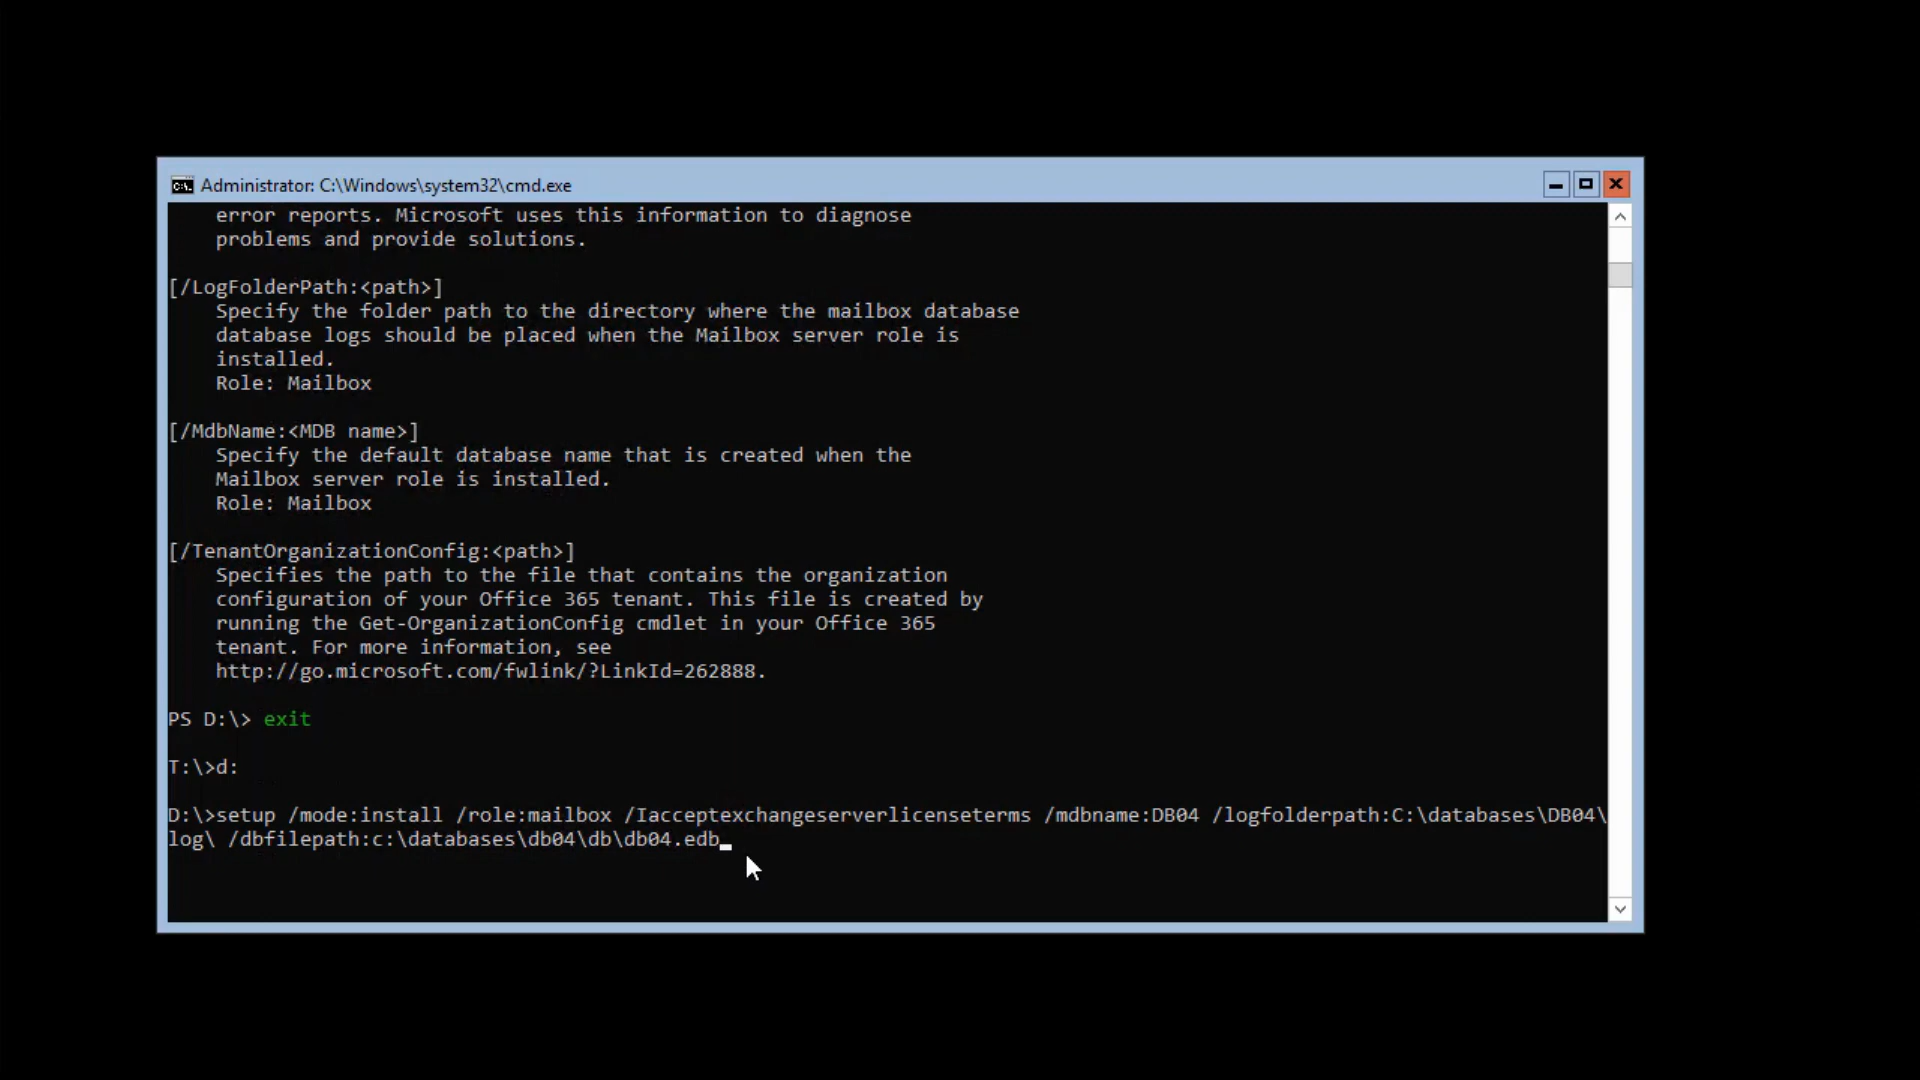 Administrator: C:\Windows\system32\cmd.exe
error reports. Microsoft uses this information to diagnose
problems and provide solutions.
[/LogFolderPath:<path>]
Specify the folder path to the directory where the mailbox database
database logs should be placed when the Mailbox server role is
installed.
Role: Mailbox
[/MdbName:<MDB name>]
Specify the default database name that is created when the
Mailbox server role is installed.
Role: Mailbox
[/TenantOrganizationConfig:<path>]
Specifies the path to the file that contains the organization
configuration of your Office 365 tenant. This file is created by
running the Get-OrganizationConfig cmdlet in your Office 365
tenant. For more information, see
http://go.microsoft.com/fwlink/?LinkId=262888.
PS D:\> exit
T:\>d:
D:\>setup /mode:install /role:mailbox /Iacceptexchangeserverlicenseterms /mdbname:DB04 /logfolderpath:C:\databases\DB04\
log\ /dbfilepath:c:\databases\db04\db\db04.edb